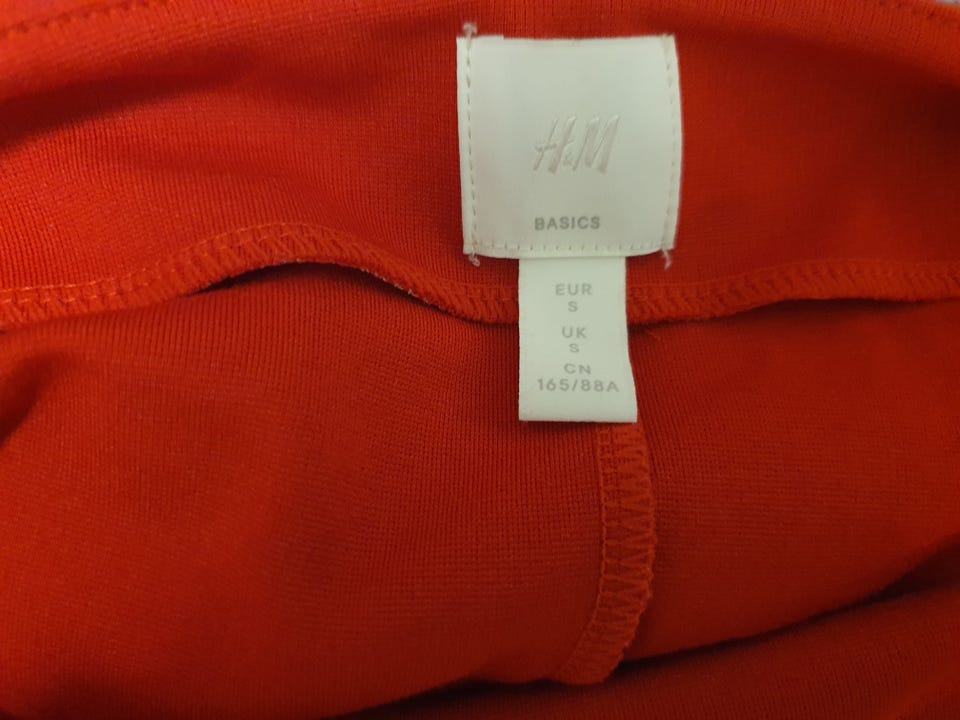 H&M
BASICS
EUR
S
UK
S
CN
165/88A